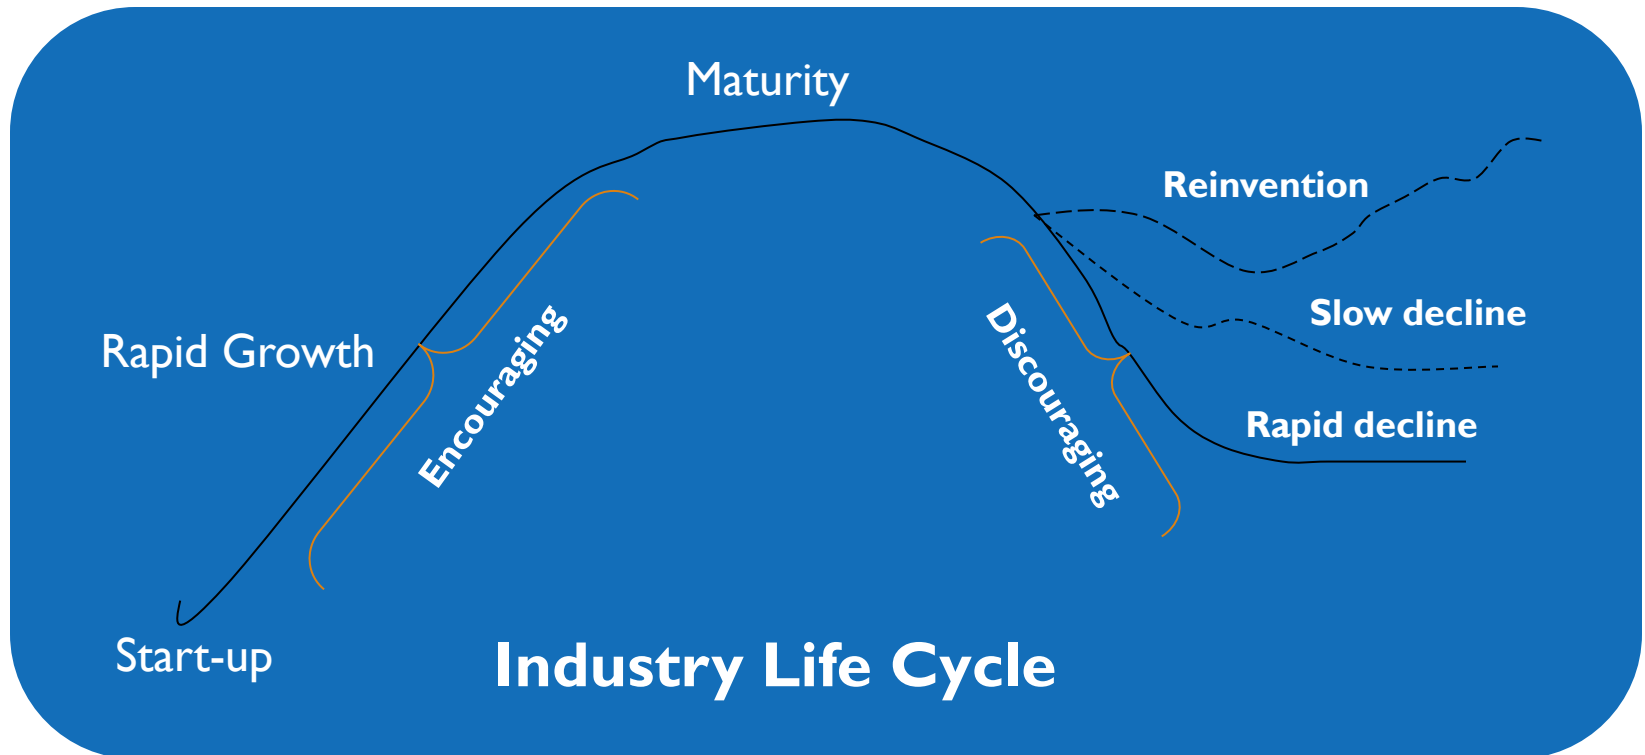 Maturity
Reinvention
Rapid Growth
Encouraging
Discouraging
Slow decline
Rapid decline
Start-up
Industry Life Cycle